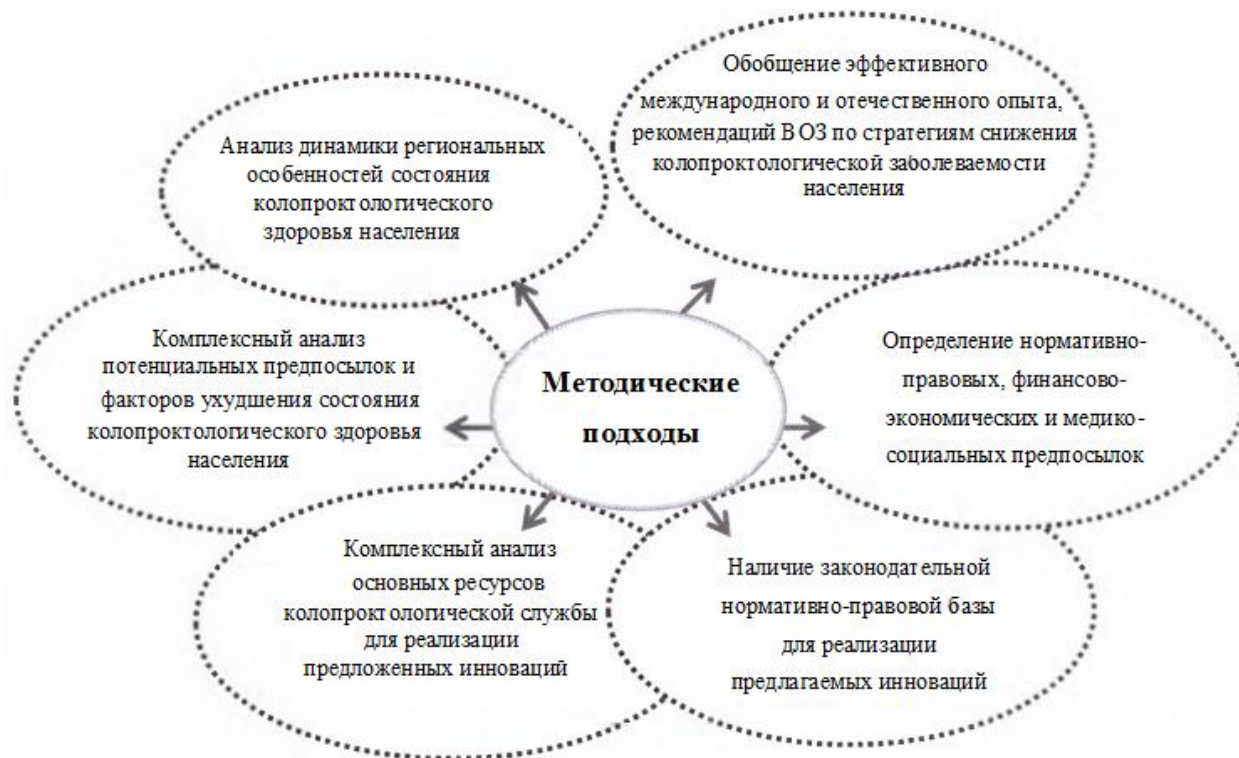 Обобщение эффективного
международного и отечественного опыта,
рекомендаций ВОЗ по стратегиям снижения
колопроктологической заболеваемости
населения
Анализ динамики региональных
особенностей состояния
колопроктологического
здоровья населения
Комплексный анализ
потенциальных предпосылок и
факторов ухудшения состояния
колопроктологического здоровья
населения
Методические
подходы
Определение нормативно-
правовых, финансово-
экономических и медико-
социальных предпосылок
Комплексный анализ
основных ресурсов
колопроктологической службы
для реализации
предложенных инноваций
Наличие законодательной
нормативно-правовой базы
для реализации
предлагаемых инноваций